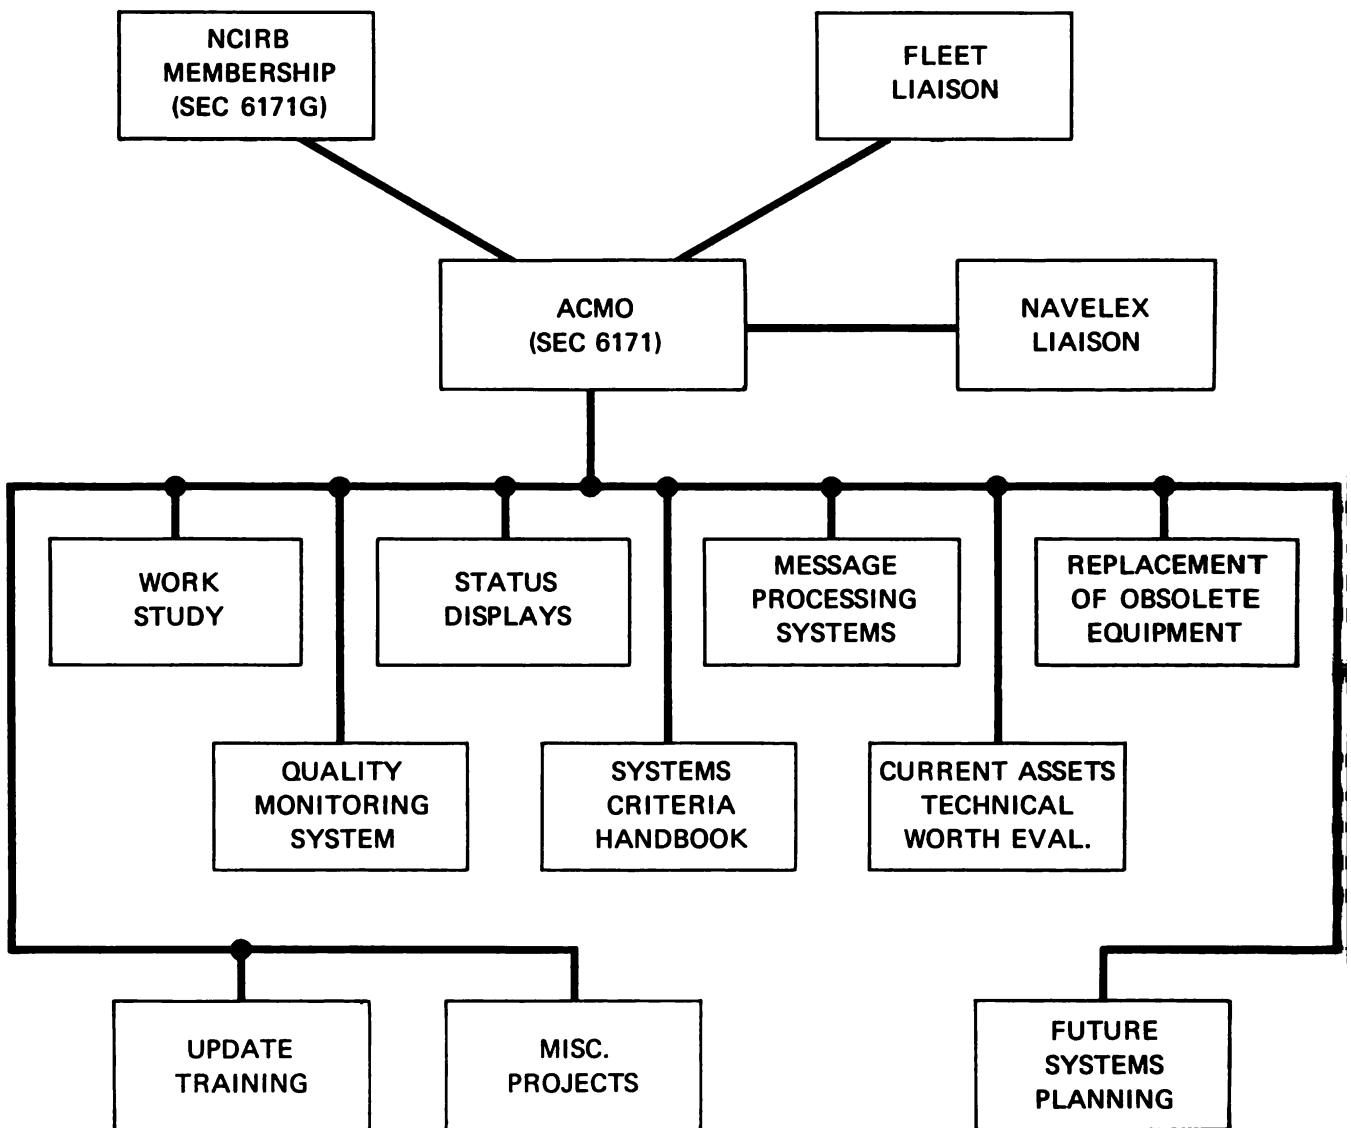 NCIRB
MEMBERSHIP
(SEC 6171G)
FLEET
LIAISON
ACMO
(SEC 6171)
NAVELEX
LIAISON
WORK
STUDY
STATUS
DISPLAYS
MESSAGE
PROCESSING
SYSTEMS
REPLACEMENT
OF OBSOLETE
EQUIPMENT
QUALITY
MONITORING
SYSTEM
SYSTEMS
CRITERIA
HANDBOOK
CURRENT ASSETS
TECHNICAL
WORTH EVAL.
UPDATE
TRAINING
MISC.
PROJECTS
FUTURE
SYSTEMS
PLANNING